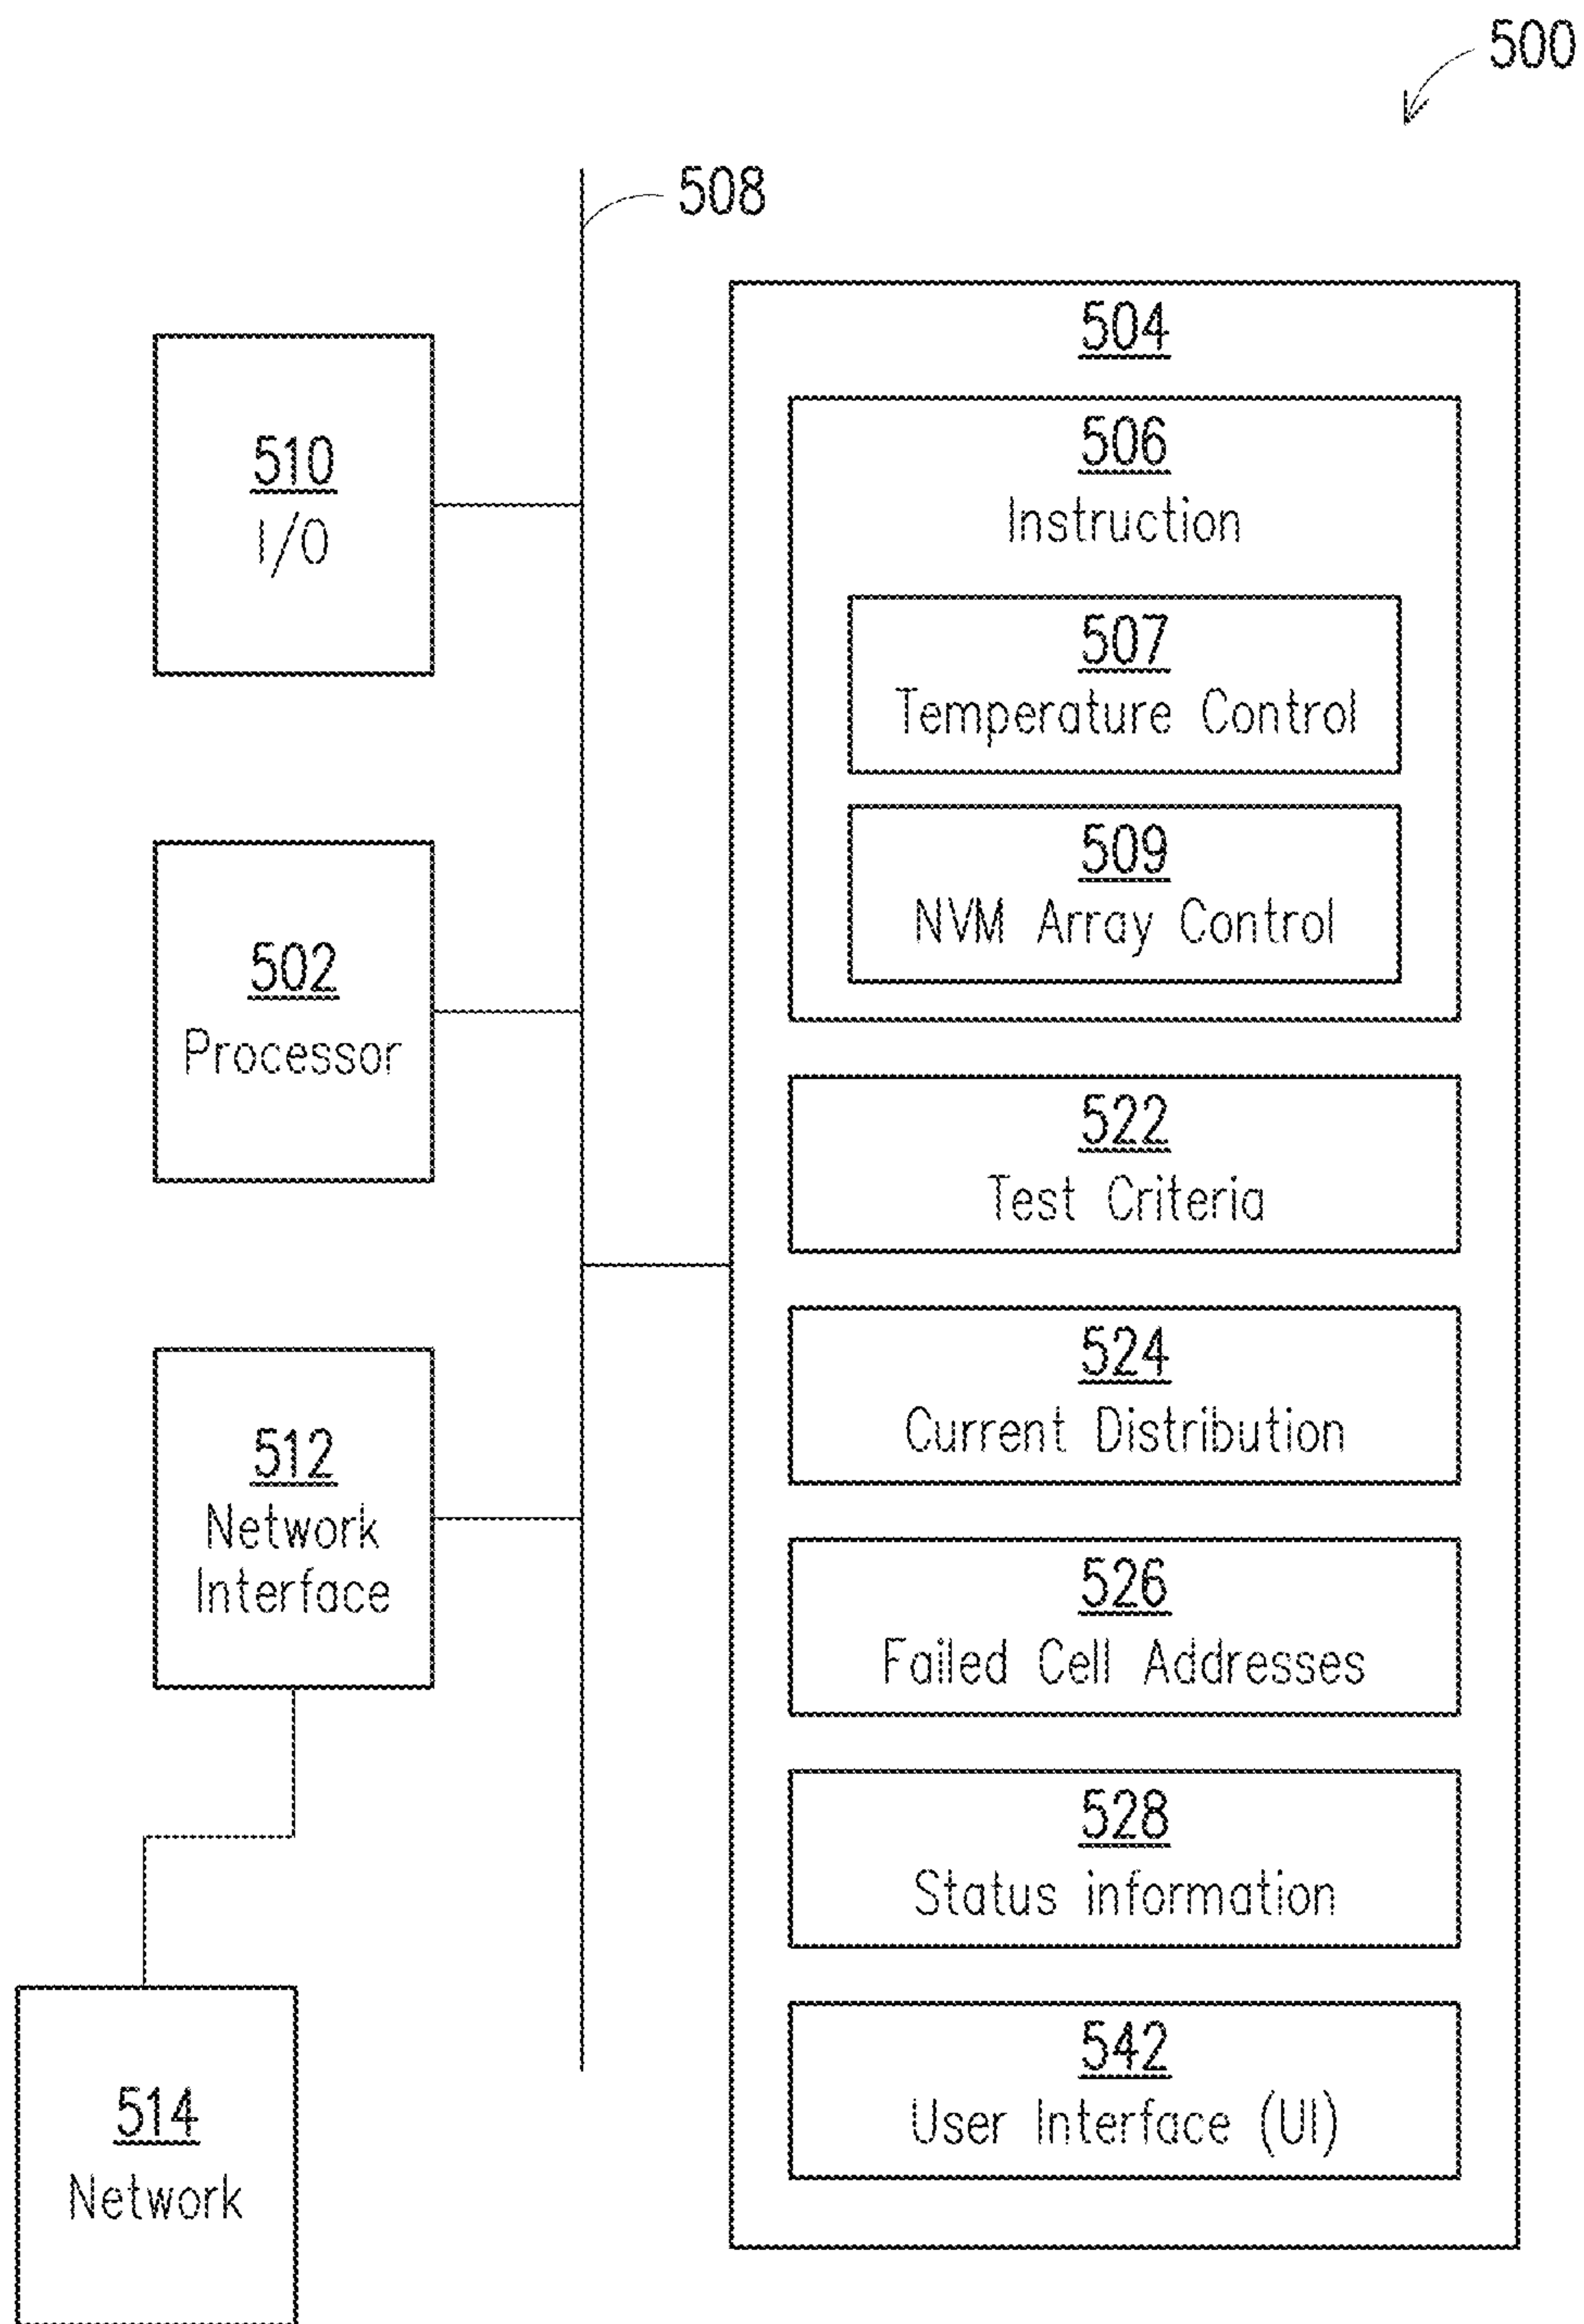 500
508
504
506
Instruction
507
Temperature Control
509
NVM Array Control
522
Test Criteria
524
Current Distribution
526
Failed Cell Addresses
528
Status information
542
User Interface (UI)
510
I/O
502
Processor
512
Network
Interface
514
Network